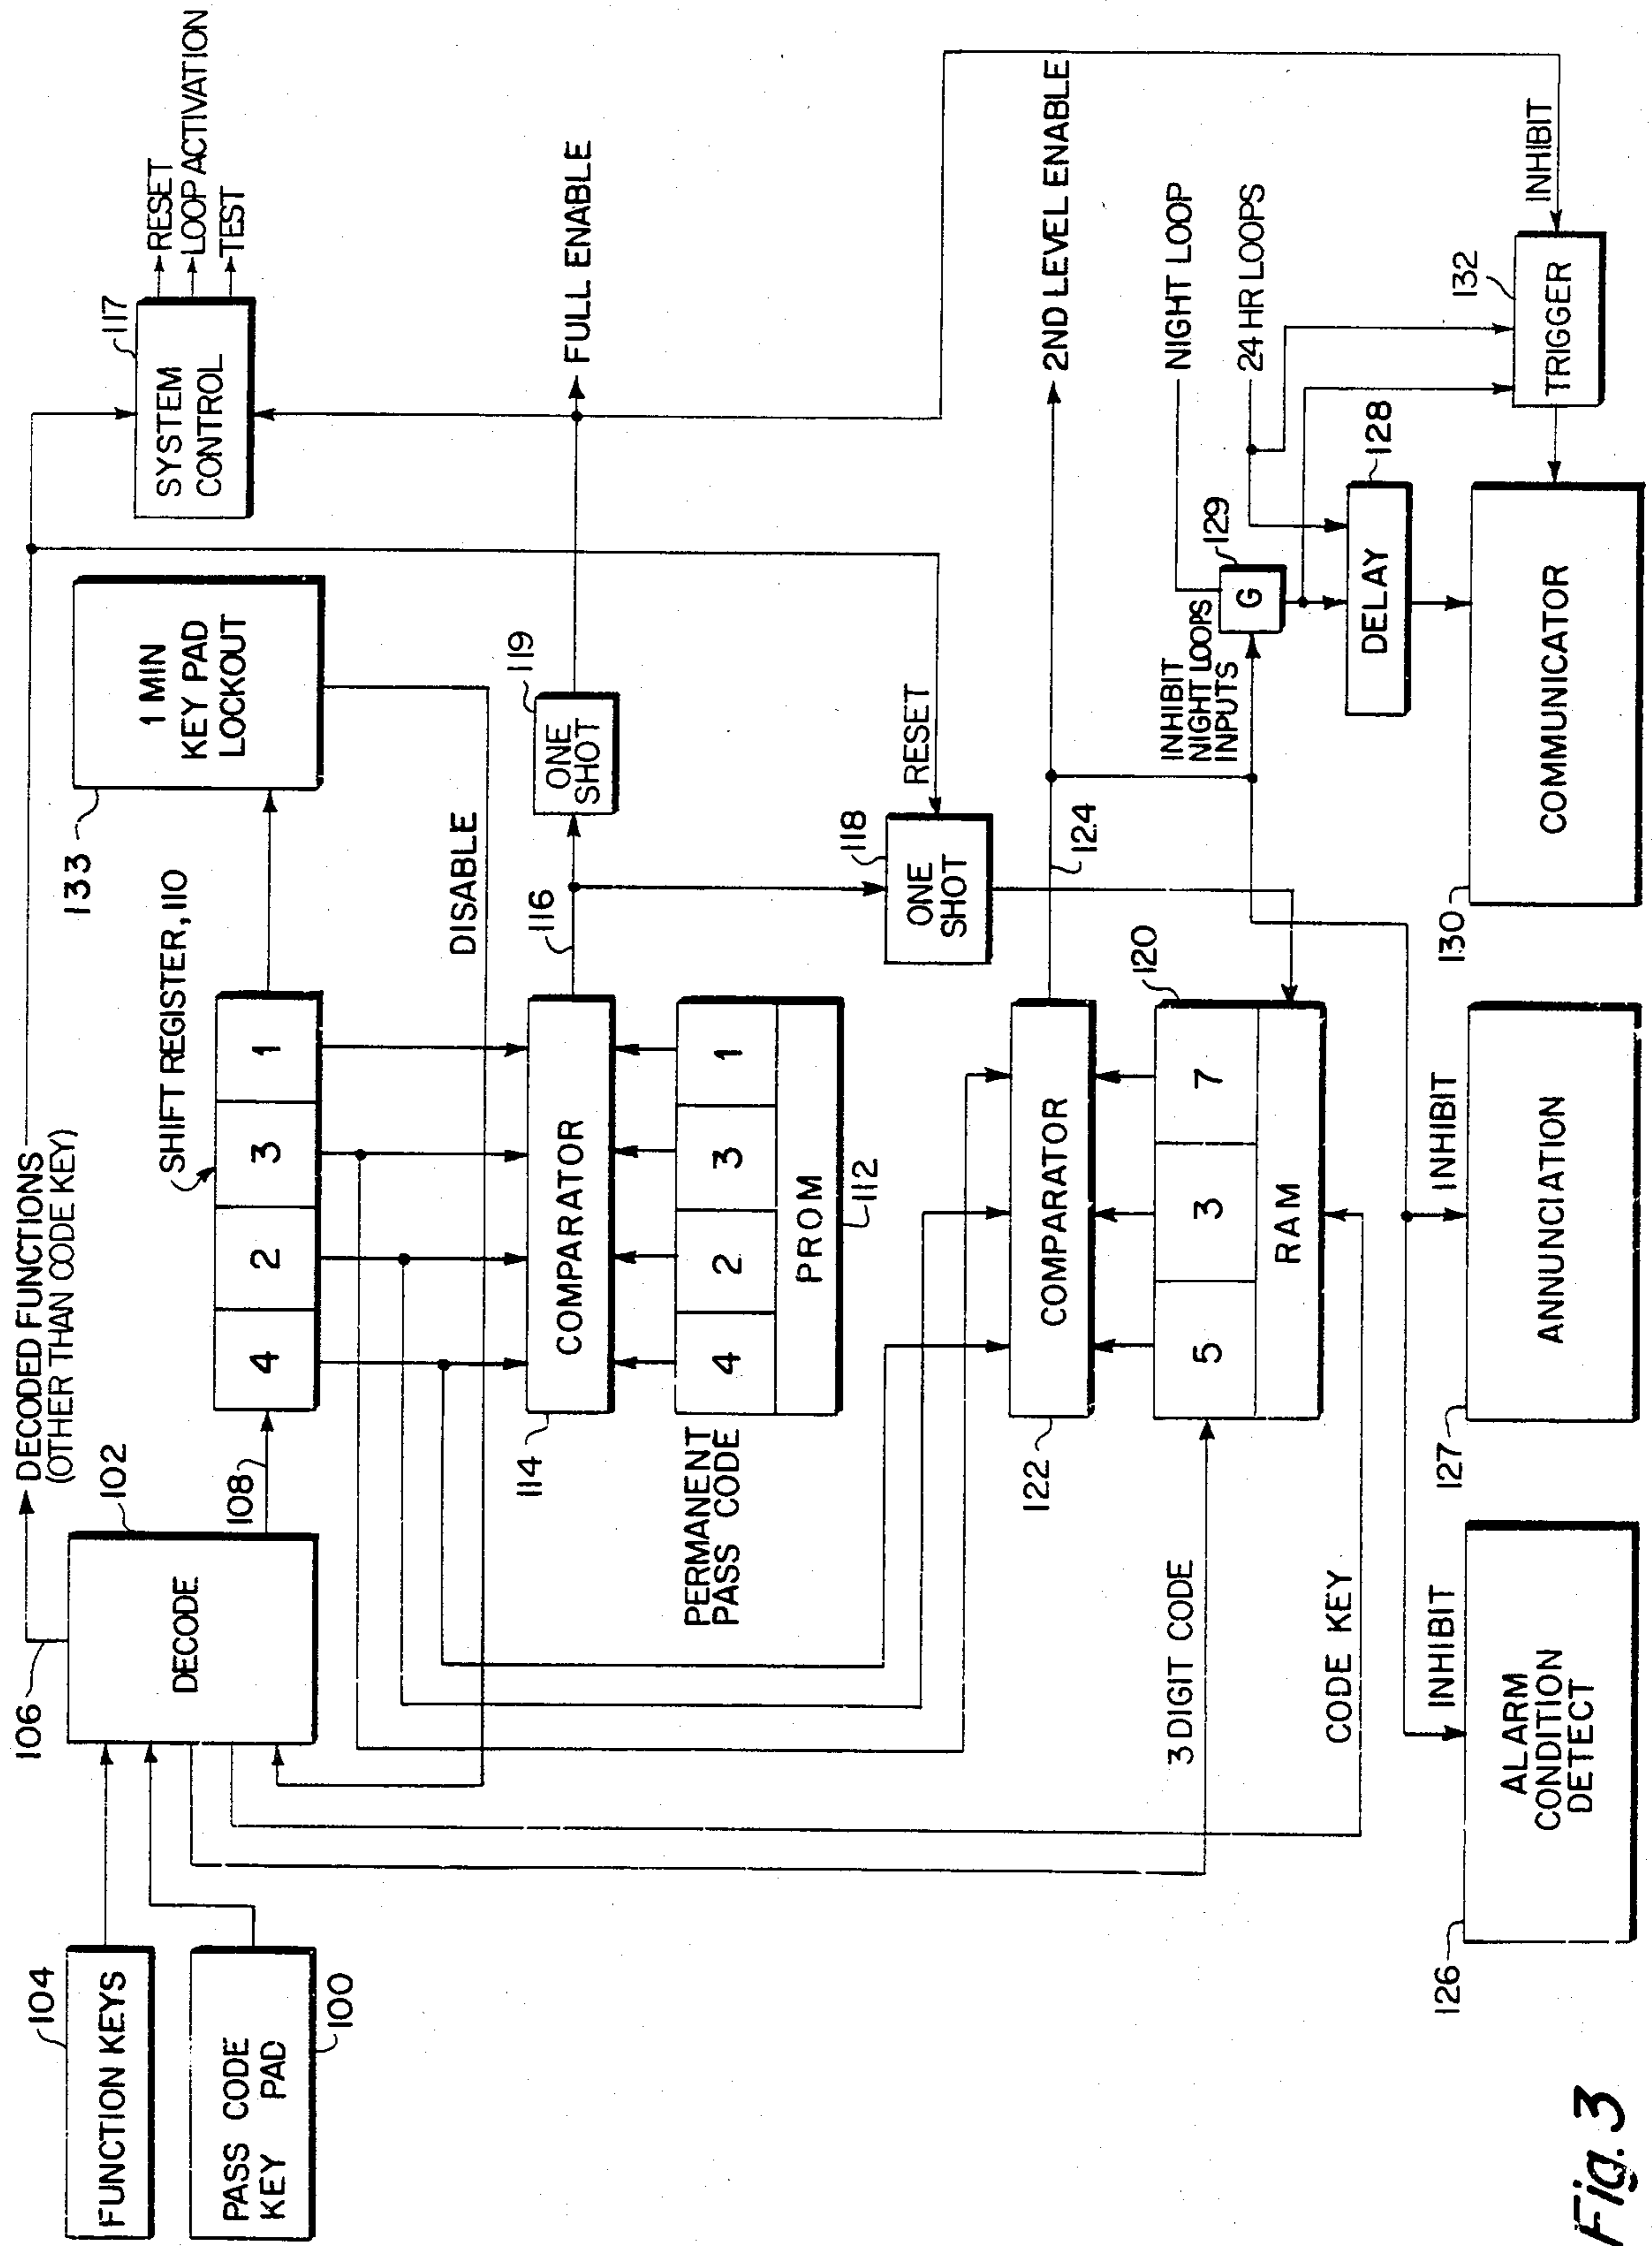 104
FUNCTION KEYS
PASS CODE
KEY PAD
100
106
DECODED FUNCTIONS
(OTHER THAN CODE KEY)
102
DECODE
108
SHIFT REGISTER, 110
4 2 3 1
133
1 MIN
KEY PAD
LOCKOUT
DISABLE
117
SYSTEM
CONTROL
RESET
LOOP ACTIVATION
TEST
114
COMPARATOR
116
119
ONE
SHOT
FULL ENABLE
PERMANENT
PASS CODE
4 2 3 1
PROM
112
118
ONE
SHOT
RESET
122
COMPARATOR
124
2ND LEVEL ENABLE
3 DIGIT CODE
120
5 3 7
RAM
CODE KEY
INHIBIT
NIGHT LOOPS
INPUTS
129
G
NIGHT LOOP
24 HR LOOPS
DELAY
128
132
TRIGGER
INHIBIT
INHIBIT
126
ALARM
CONDITION
DETECT
INHIBIT
127
ANNUNCIATION
130
COMMUNICATOR
Fig. 3